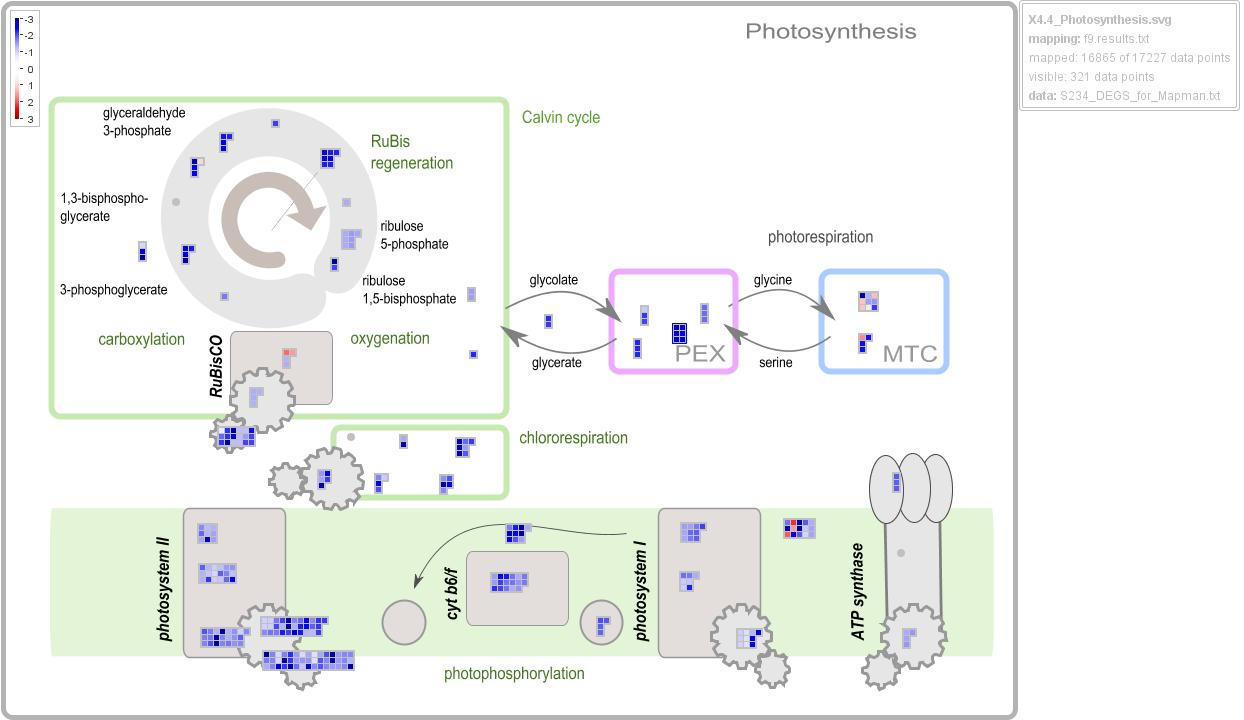 -3
-2
-1
0
1
2
3
Photosynthesis
X4.4_Photosynthesis.svg
mapping: f9.results.txt
mapped: 16865 of 17227 data points
visible: 321 data points
data: S234_DEGS_for_Mapman.txt
glyceraldehyde
3-phosphate
Calvin cycle
RuBis
regeneration
1,3-bisphospho-
glycerate
ribulose
5-phosphate
photorespiration
3-phosphoglycerate
ribulose
1,5-bisphosphate
glycolate
glycine
carboxylation
oxygenation
RuBisCO
glycerate
PEX
serine
MTC
chlororespiration
photosystem II
cyt b6/f
photosystem I
ATP synthase
photophosphorylation